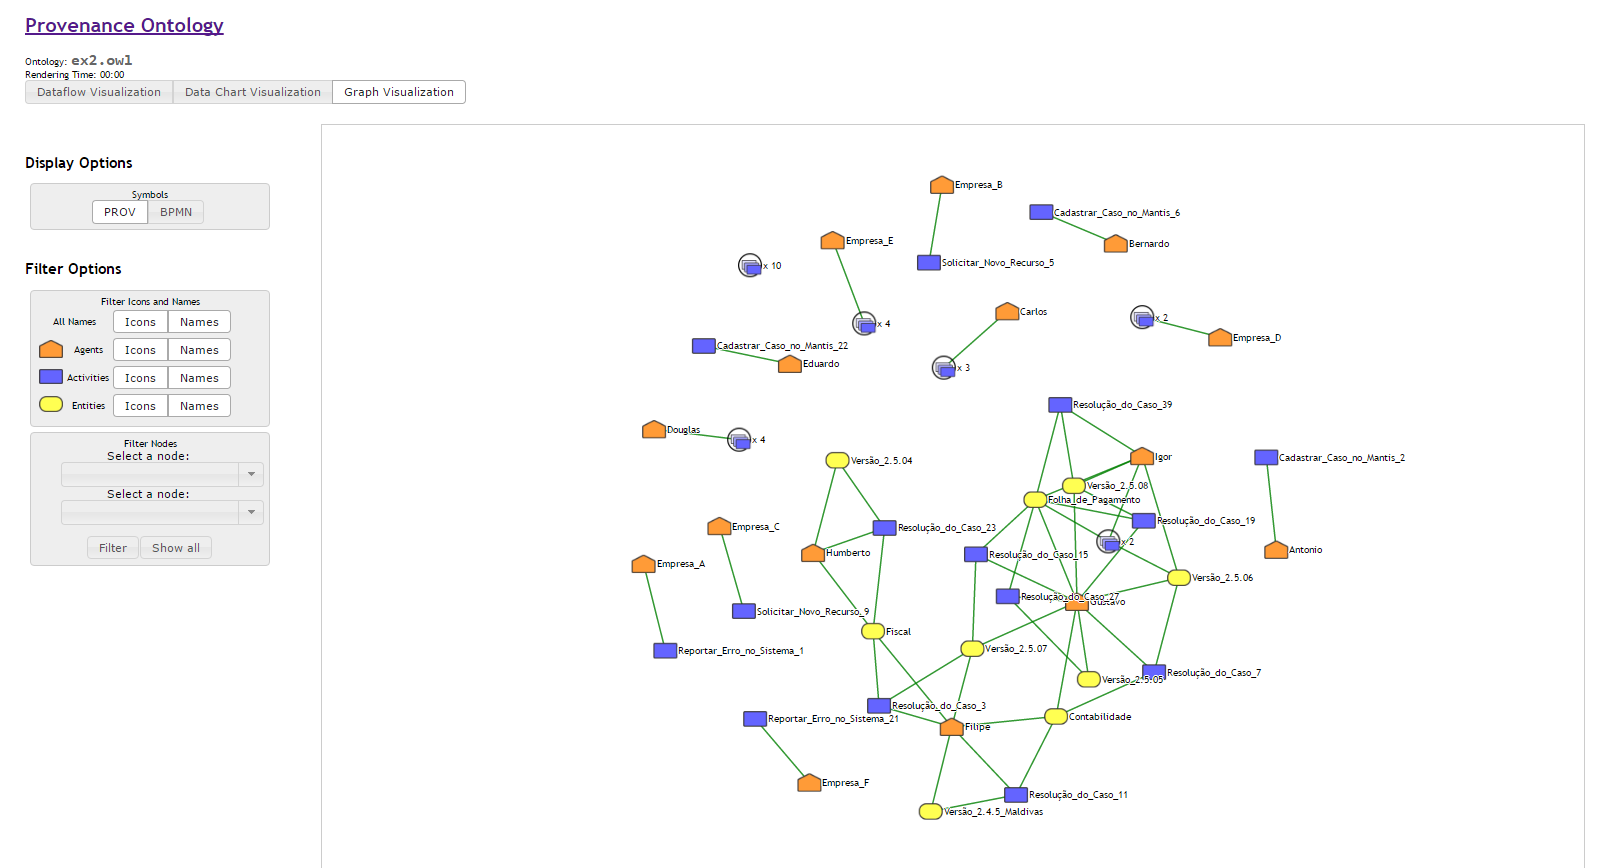 Provenance Ontology
Ontology: ex2.owl
Rendering Time: 00:00
Dataflow Visualization Data Chart Visualization Graph Visualization
Display Options
Symbols
PROV BPMN
Filter Options
Filter Icons and Names
All Names Icons Names
Agents Icons Names
Activities Icons Names
Entities Icons Names
Filter Nodes
Select a node:
Select a node:
Filter Show all
Empresa_B
Cadastrar_Caso_no_Mantis_6
Empresa_E
Bernardo
x 10
Solicitar_Novo_Recurso_5
Carlos
x 2
x 4
Empresa_D
Cadastrar_Caso_no_Mantis_22
Eduardo
x 3
Resolução_do_Caso_39
Douglas
x 4
Igor
Cadastrar_Caso_no_Mantis_2
Versão_2.5.04
Versão_2.5.08
Folha_de_Pagamento
Resolução_do_Caso_19
Empresa_C
Resolução_do_Caso_23
x 2
Antonio
Humberto
Resolução_do_Caso_15
Empresa_A
Versão_2.5.06
Resolução_do_Caso_27
Gustavo
Solicitar_Novo_Recurso_9
Fiscal
Reportar_Erro_no_Sistema_1
Versão_2.5.07
Resolução_do_Caso_7
Versão_2.5.05
Resolução_do_Caso_3
Reportar_Erro_no_Sistema_21
Contabilidade
Filipe
Empresa_F
Resolução_do_Caso_11
Versão_2.4.5_Maldivas